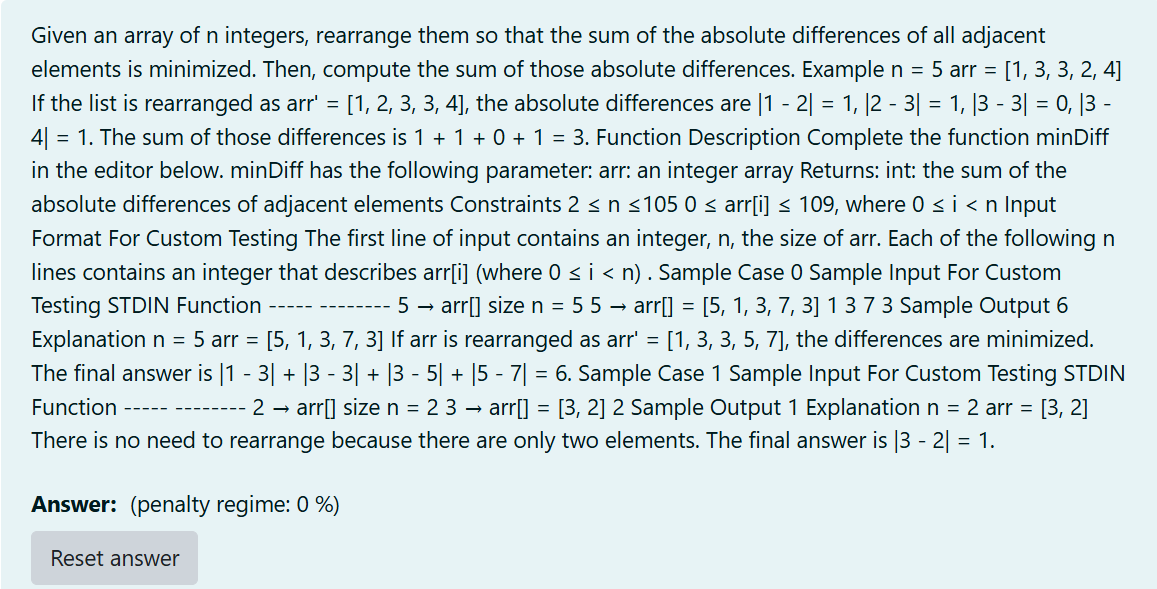 Given an array of n integers, rearrange them so that the sum of the absolute differences of all adjacent
elements is minimized. Then, compute the sum of those absolute differences. Example n = 5 arr = [1, 3, 3, 2, 4]
If the list is rearranged as arr' = [1, 2, 3, 3, 4], the absolute differences are |1 - 2| = 1, |2 - 3| = 1, |3 - 3| = 0, |3 -
4| = 1. The sum of those differences is 1 + 1 + 0 + 1 = 3. Function Description Complete the function minDiff
in the editor below. minDiff has the following parameter: arr: an integer array Returns: int: the sum of the
absolute differences of adjacent elements Constraints 2 ≤ n ≤105 0 ≤ arr[i] ≤ 109, where 0 ≤ i < n Input
Format For Custom Testing The first line of input contains an integer, n, the size of arr. Each of the following n
lines contains an integer that describes arr[i] (where 0 ≤ i < n) . Sample Case 0 Sample Input For Custom
Testing STDIN Function ----- -------- 5 → arr[] size n = 5 5 → arr[] = [5, 1, 3, 7, 3] 1 3 7 3 Sample Output 6
Explanation n = 5 arr = [5, 1, 3, 7, 3] If arr is rearranged as arr' = [1, 3, 3, 5, 7], the differences are minimized.
The final answer is |1 - 3| + |3 - 3| + |3 - 5| + |5 - 7| = 6. Sample Case 1 Sample Input For Custom Testing STDIN
Function ----- -------- 2 → arr[] size n = 2 3 → arr[] = [3, 2] 2 Sample Output 1 Explanation n = 2 arr = [3, 2]
There is no need to rearrange because there are only two elements. The final answer is |3 - 2| = 1.
Answer: (penalty regime: 0 %)
Reset answer